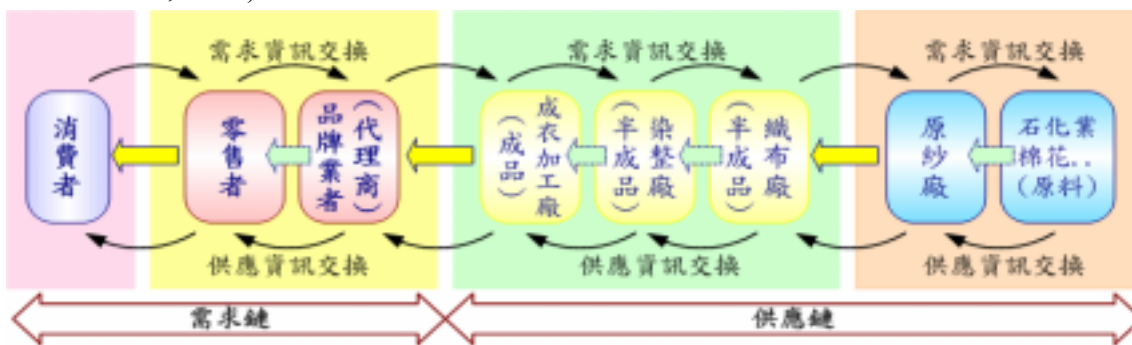 需求資訊交換
需求資訊交換
需求資訊交換
消費者
零售者
(代理商)
品牌業者
成衣加工廠
(成品)
染整廠
(半成品)
織布廠
(半成品)
原紗廠
石化業
棉花..
(原料)
供應資訊交換
供應資訊交換
供應資訊交換
需求鏈
供應鏈